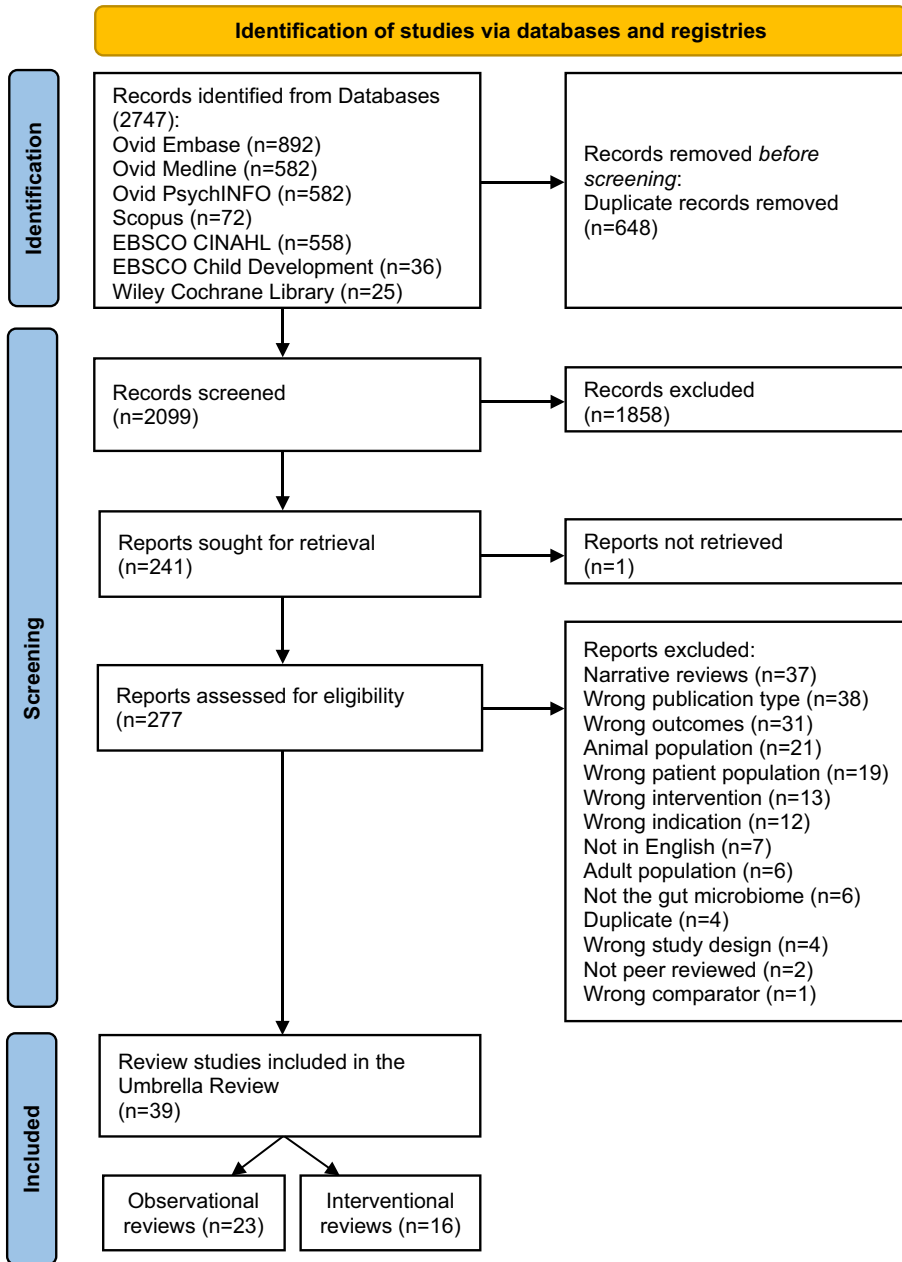 Identification of studies via databases and registries
Identification
Records identified from Databases
(2747):
Ovid Embase (n=892)
Ovid Medline (n=582)
Ovid PsychINFO (n=582)
Scopus (n=72)
EBSCO CINAHL (n=558)
EBSCO Child Development (n=36)
Wiley Cochrane Library (n=25)
Records removed before
screening:
Duplicate records removed
(n=648)
Screening
Records screened
(n=2099)
Records excluded
(n=1858)
Reports sought for retrieval
(n=241)
Reports not retrieved
(n=1)
Reports assessed for eligibility
(n=277
Reports excluded:
Narrative reviews (n=37)
Wrong publication type (n=38)
Wrong outcomes (n=31)
Animal population (n=21)
Wrong patient population (n=19)
Wrong intervention (n=13)
Wrong indication (n=12)
Not in English (n=7)
Adult population (n=6)
Not the gut microbiome (n=6)
Duplicate (n=4)
Wrong study design (n=4)
Not peer reviewed (n=2)
Wrong comparator (n=1)
Included
Review studies included in the
Umbrella Review
(n=39)
Observational
reviews (n=23)
Interventional
reviews (n=16)